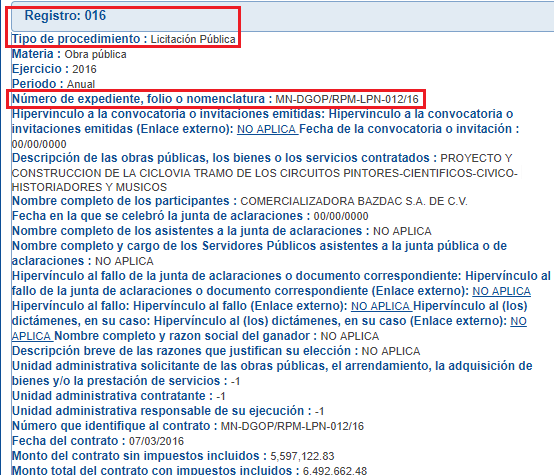 Registro: 016
Tipo de procedimiento : Licitación Pública
Materia : Obra pública
Ejercicio : 2016
Periodo : Anual
Número de expediente, folio o nomenclatura : MN-DGOP/RPM-LPN-012/16
Hipervínculo a la convocatoria o invitaciones emitidas: Hipervínculo a la convocatoria o
invitaciones emitidas (Enlace externo): NO APLICA Fecha de la convocatoria o invitación :
00/00/0000
Descripción de las obras públicas, los bienes o los servicios contratados : PROYECTO Y
CONSTRUCCION DE LA CICLOVIA TRAMO DE LOS CIRCUITOS PINTORES-CIENTIFICOS-CIVICO-
HISTORIADORES Y MUSICOS
Nombre completo de los participantes : COMERCIALIZADORA BAZDAC S.A. DE C.V.
Fecha en la que se celebró la junta de aclaraciones : 00/00/0000
Nombre completo de los asistentes a la junta de aclaraciones : NO APLICA
Nombre completo y cargo de los Servidores Públicos asistentes a la junta pública o de
aclaraciones : NO APLICA
Hipervínculo al fallo de la junta de aclaraciones o documento correspondiente: Hipervínculo al
fallo de la junta de aclaraciones o documento correspondiente (Enlace externo): NO APLICA
Hipervínculo al fallo: Hipervínculo al fallo (Enlace externo): NO APLICA Hipervínculo al (los)
dictámenes, en su caso: Hipervínculo al (los) dictámenes, en su caso (Enlace externo): NO
APLICA Nombre completo y razon social del ganador : NO APLICA
Descripción breve de las razones que justifican su elección : NO APLICA
Unidad administrativa solicitante de las obras públicas, el arrendamiento, la adquisición de
bienes y/o la prestación de servicios : -1
Unidad administrativa contratante : -1
Unidad administrativa responsable de su ejecución : -1
Número que identifique al contrato : MN-DGOP/RPM-LPN-012/16
Fecha del contrato : 07/03/2016
Monto del contrato sin impuestos incluidos : 5,597,122.83
Monto total del contrato con impuestos incluidos : 6,492,662.48